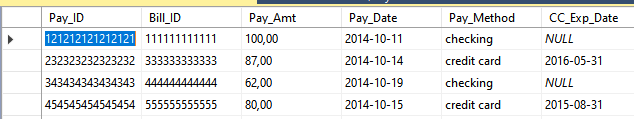 Pay_ID Bill_ID Pay_Amt Pay_Date Pay_Method CC_Exp_Date
121212121212121 111111111111 100,00 2014-10-11 checking NULL
232323232323232 333333333333 87,00 2014-10-14 credit card 2016-05-31
343434343434343 444444444444 62,00 2014-10-19 checking NULL
454545454545454 555555555555 80,00 2014-10-15 credit card 2015-08-31